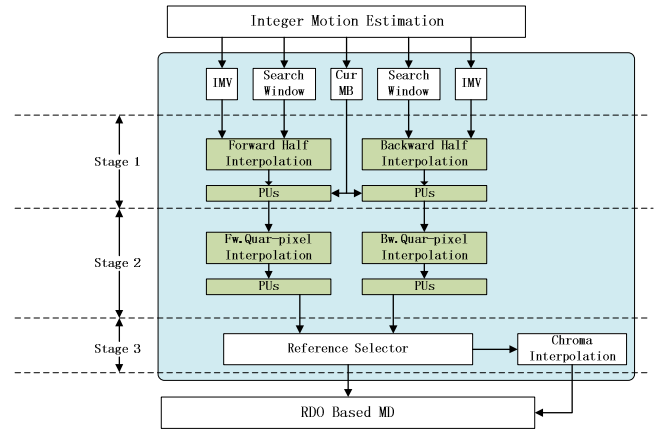 Integer Motion Estimation
IMV
Search
Window
Cur
MB
Search
Window
IMV
Stage 1
Forward Half
Interpolation
Backward Half
Interpolation
PUs
PUs
Stage 2
Fw.Quar-pixel
Interpolation
Bw.Quar-pixel
Interpolation
PUs
PUs
Stage 3
Reference Selector
Chroma
Interpolation
RDO Based MD